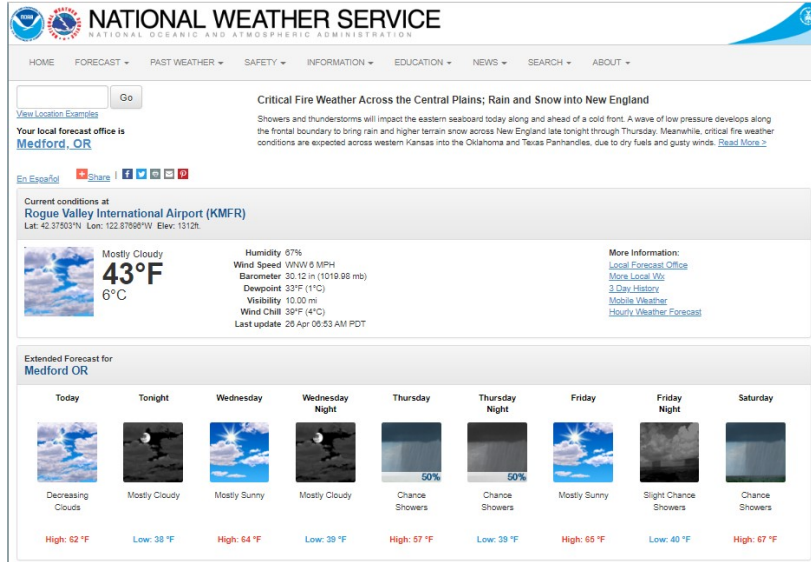 NATIONAL WEATHER SERVICE
NATIONAL OCEANIC AND ATMOSPHERIC ADMINISTRATION
HOME FORECAST PAST WEATHER SAFETY INFORMATION EDUCATION NEWS SEARCH ABOUT
Go
View Location Examples
Your local forecast office is
Medford, OR
En Español Share
Critical Fire Weather Across the Central Plains; Rain and Snow into New England
Showers and thunderstorms will impact the eastern seaboard today along and ahead of a cold front. A wave of low pressure develops along
the frontal boundary to bring rain and higher terrain snow across New England late tonight through Thursday. Meanwhile, critical fire weather
conditions are expected across western Kansas into the Oklahoma and Texas Panhandles, due to dry fuels and gusty winds. Read More >
Current conditions at
Rogue Valley International Airport (KMFR)
Lat: 42.37503°N Lon: 122.87696°W Elev: 1312ft.
Mostly Cloudy
43°F
6°C
Humidity 67%
Wind Speed WNW 6 MPH
Barometer 30.12 in (1019.98 mb)
Dewpoint 33°F (1°C)
Visibility 10.00 mi
Wind Chill 39°F (4°C)
Last update 26 Apr 06:53 AM PDT
More Information:
Local Forecast Office
More Local Wx
3 Day History
Mobile Weather
Hourly Weather Forecast
Extended Forecast for
Medford OR
Today Tonight Wednesday Wednesday Night Thursday Thursday Night Friday Friday Night Saturday
50% 50%
Decreasing Clouds Mostly Cloudy Mostly Sunny Mostly Cloudy Chance Showers Chance Showers Mostly Sunny Slight Chance Showers Chance Showers
High: 62 °F Low: 38 °F High: 64 °F Low: 39 °F High: 57 °F Low: 39 °F High: 65 °F Low: 40 °F High: 67 °F